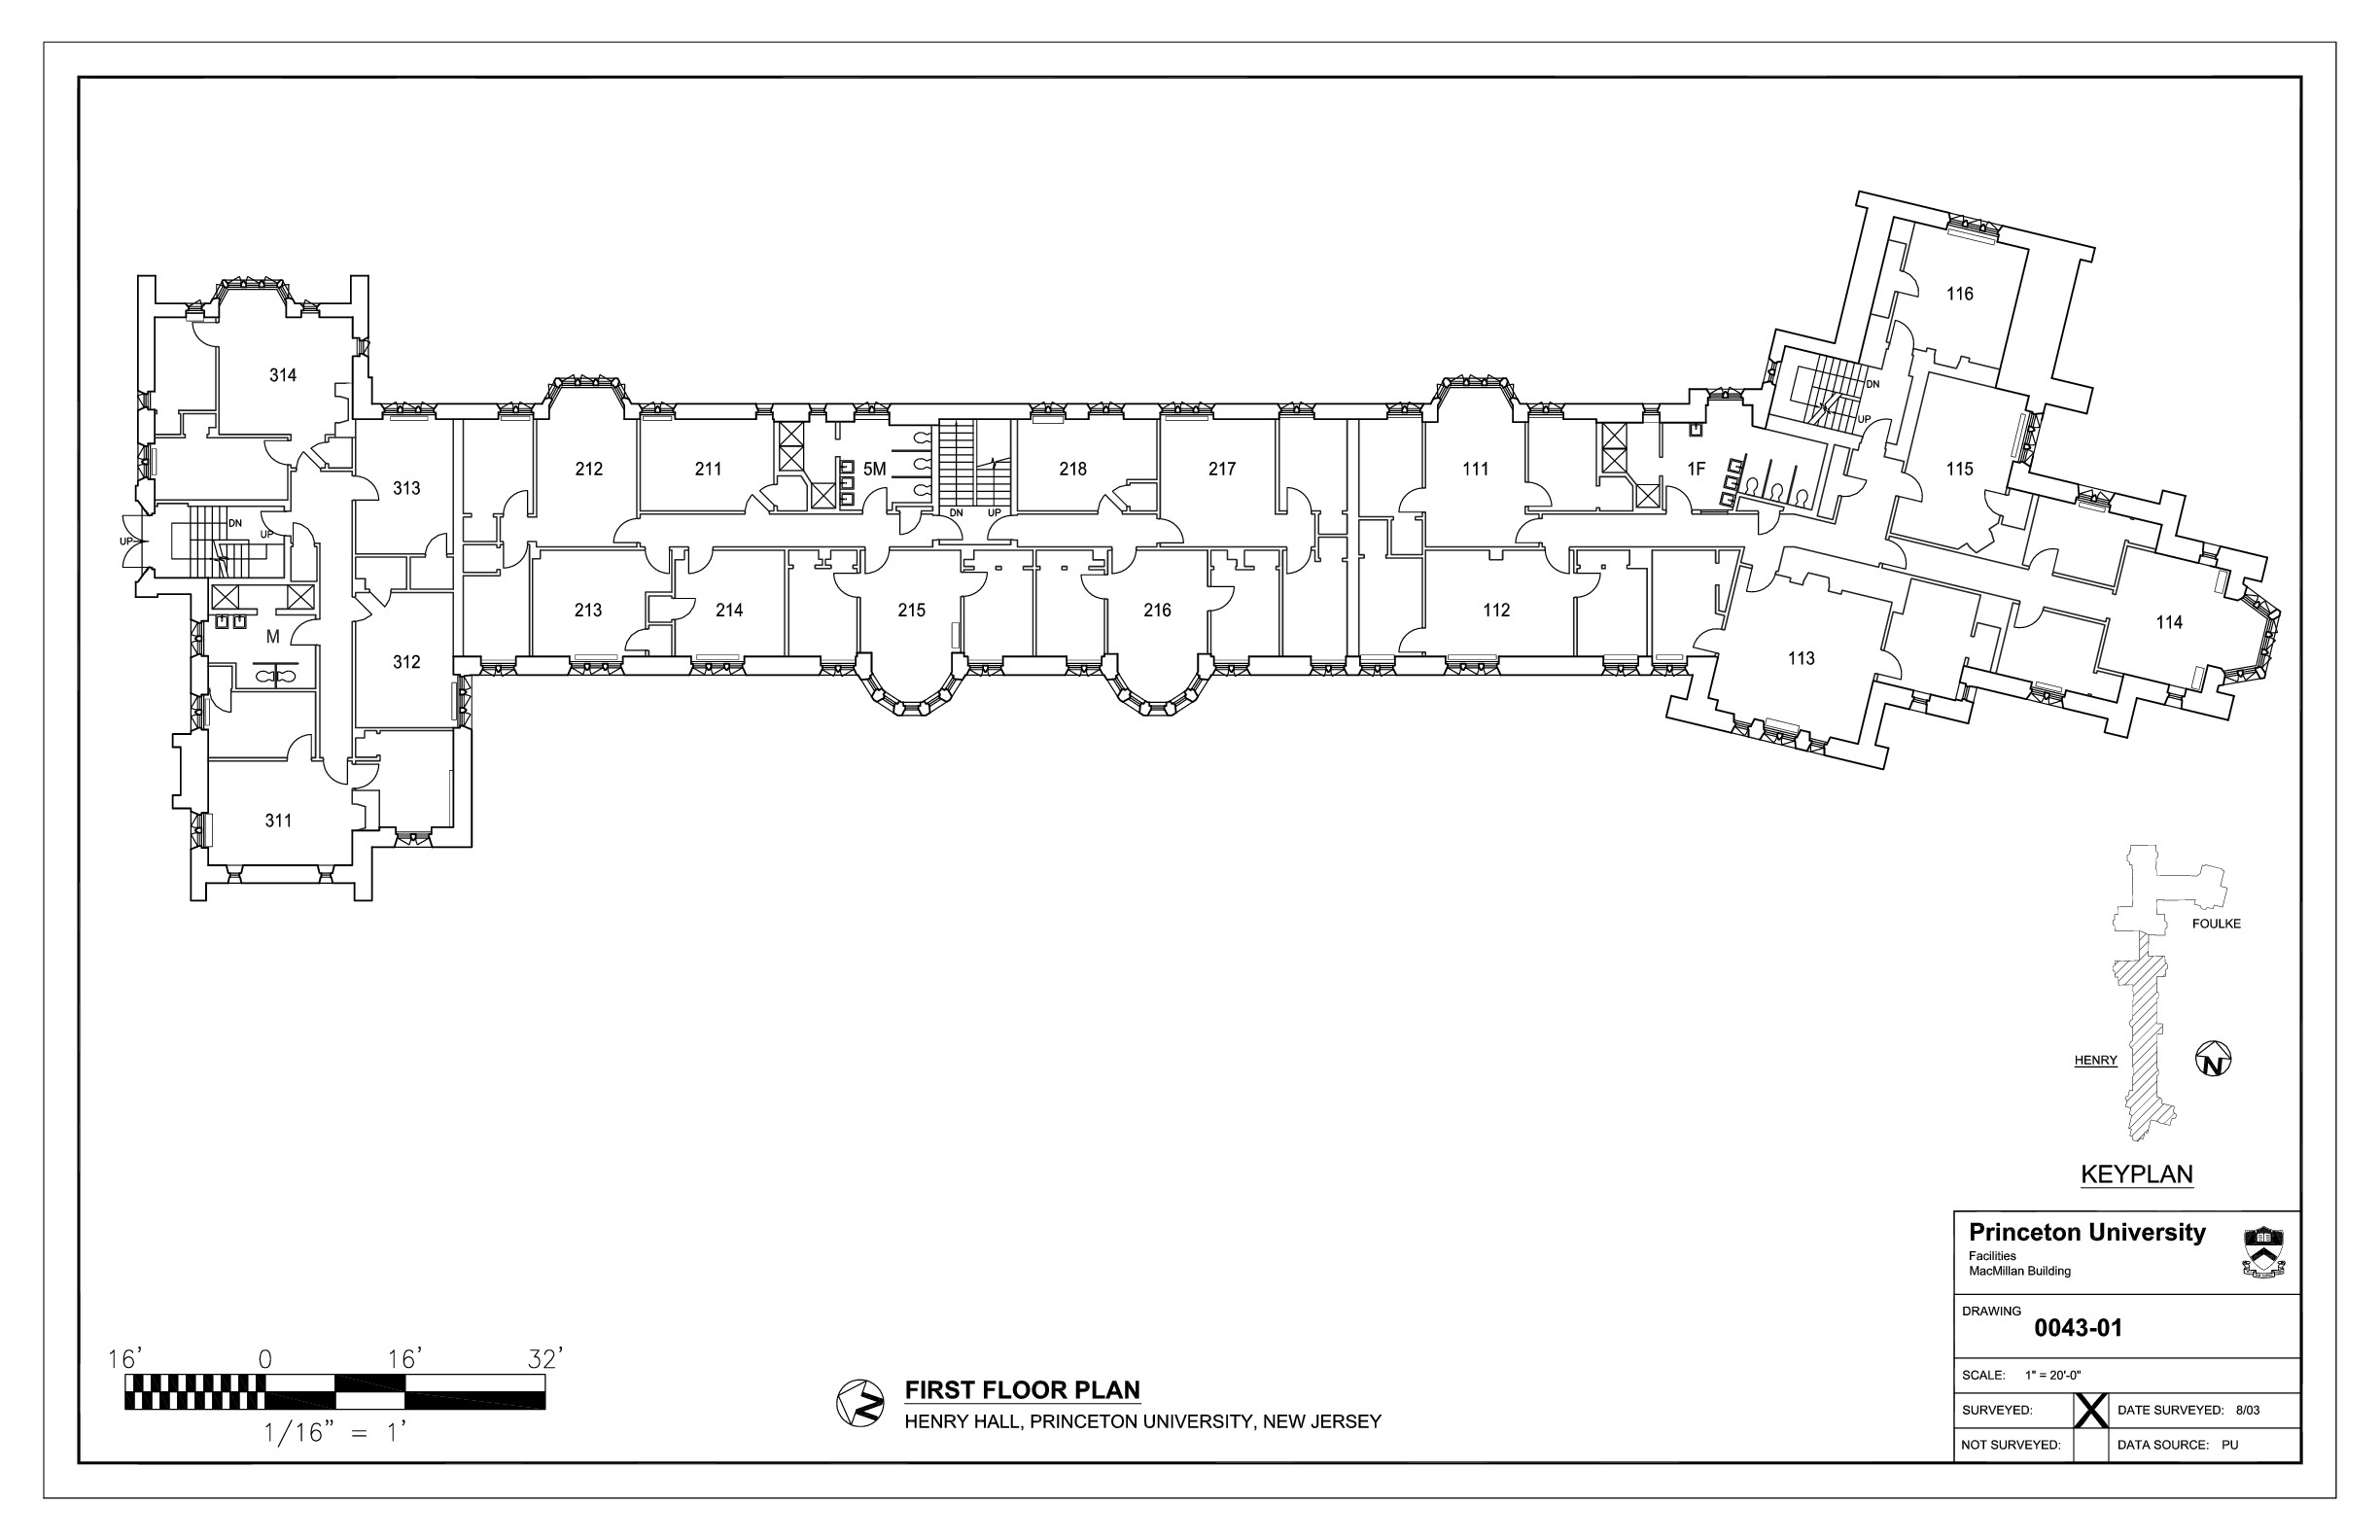 116
314
DN
UP
313
212
211
5M
218
217
111
1F
115
DN
UP
DN
UP
DN
UP
UP
213
214
215
216
112
114
M
312
113
311
FOULKE
HENRY
N
KEYPLAN
Princeton University
Facilities
MacMillan Building
DRAWING
0043-01
SCALE: 1" = 20'-0"
SURVEYED: X DATE SURVEYED: 8/03
NOT SURVEYED: DATA SOURCE: PU
16' 0 16' 32'
1/16" = 1'
N
FIRST FLOOR PLAN
HENRY HALL, PRINCETON UNIVERSITY, NEW JERSEY